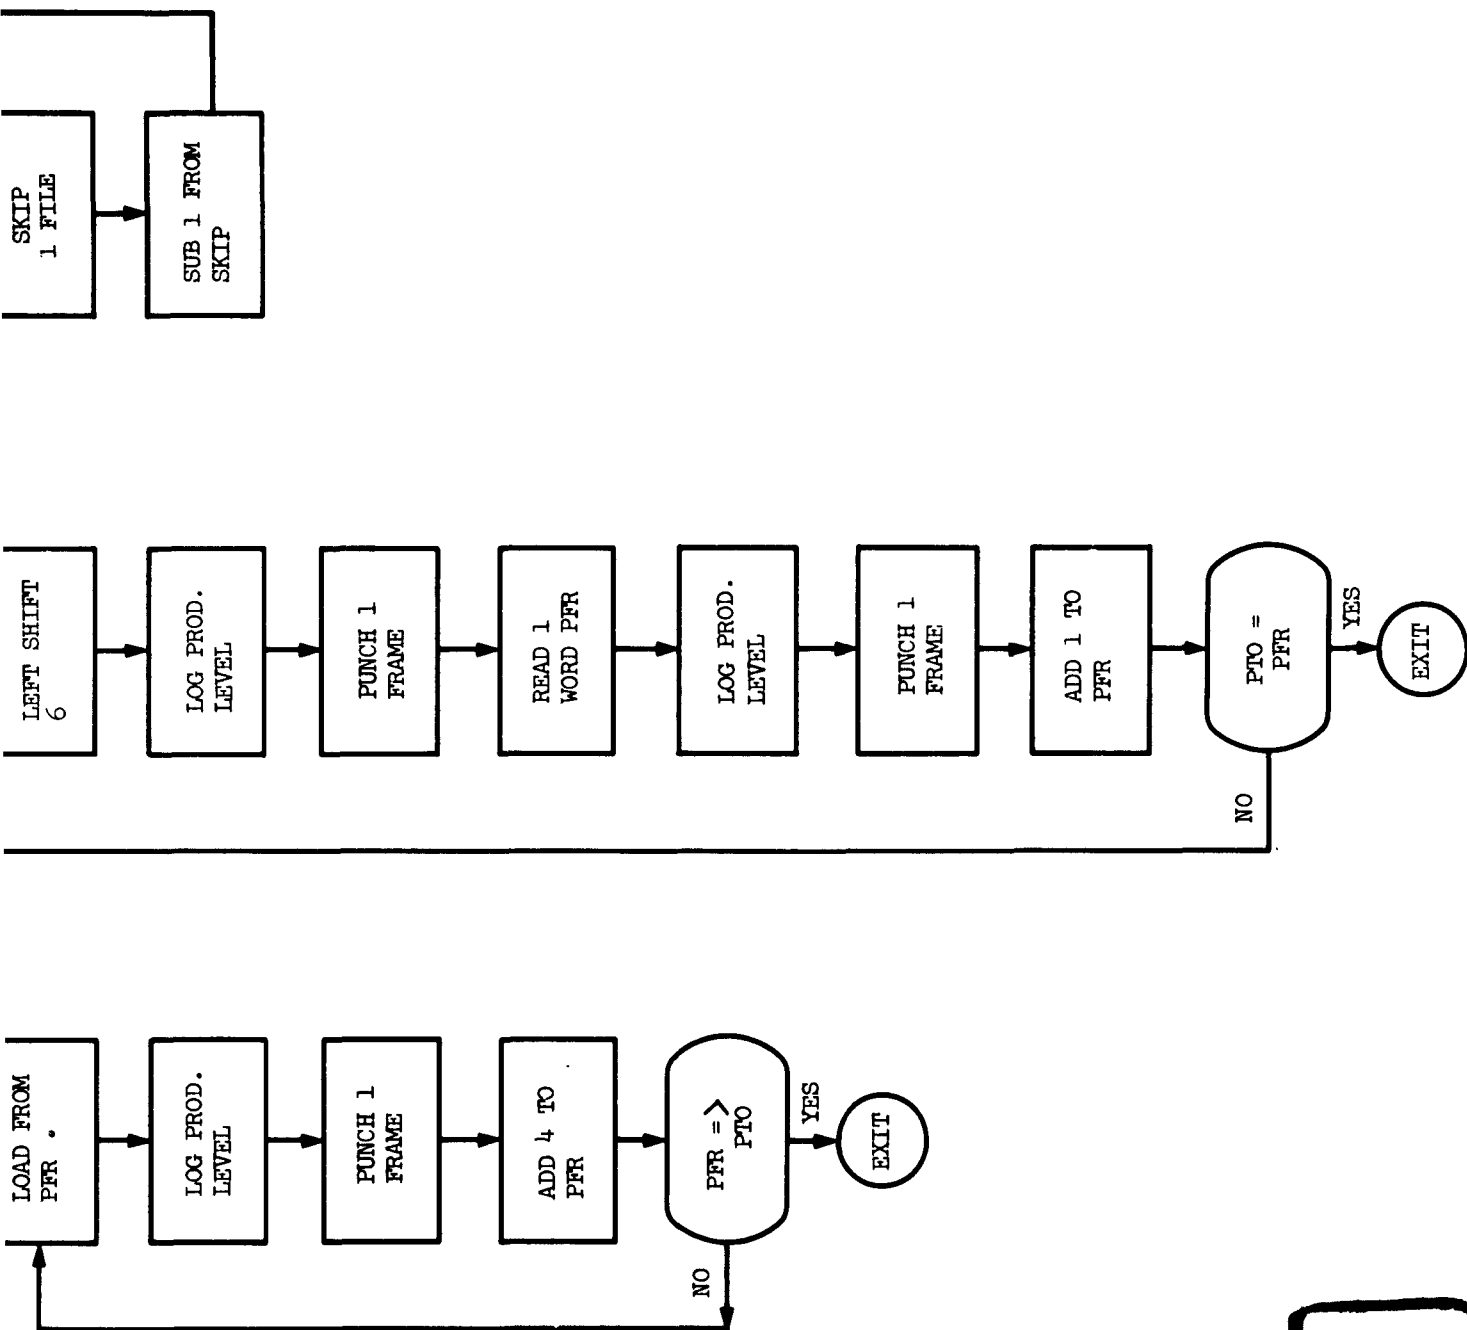 SKIP
1 FILE
SUB 1 FROM
SKIP
LEFT SHIFT
6
LOG PROD.
LEVEL
PUNCH 1
FRAME
READ 1
WORD PFR
LOG PROD.
LEVEL
PUNCH 1
FRAME
ADD 1 TO
PFR
PTO =
PFR
YES
EXIT
NO
LOAD FROM
PFR .
LOG PROD.
LEVEL
PUNCH 1
FRAME
ADD 4 TO
PFR
PFR =>
PTO
YES
EXIT
NO